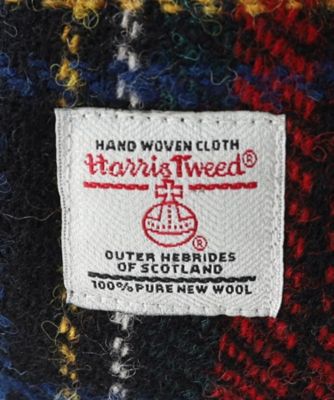 HAND WOVEN CLOTH
Harris Tweed®
®
OUTER HEBRIDES
OF SCOTLAND
100% PURE NEW WOOL